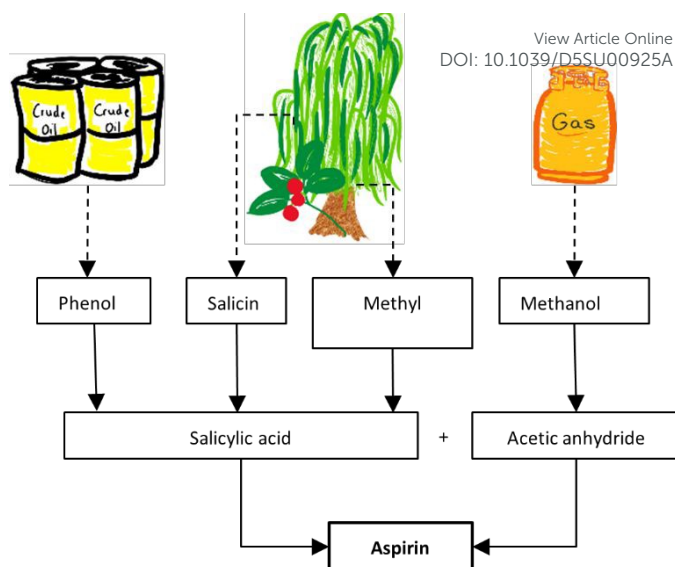 View Article Online
DOI: 10.1039/D5SU00925A
Crude
Oil
Crude
Oil
Gas
Phenol
Salicin
Methyl
Methanol
Salicylic acid
+
Acetic anhydride
Aspirin